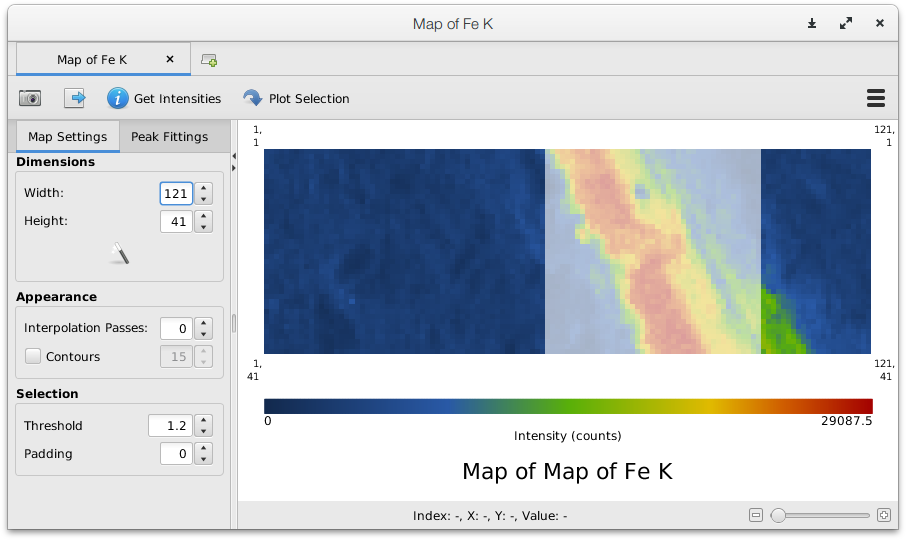 Map of Fe K
Map of Fe K
Get Intensities
Plot Selection
Map Settings
Peak Fittings
Dimensions
Width: 121
Height: 41
Appearance
Interpolation Passes: 0
Contours 15
Selection
Threshold 1.2
Padding 0
1,
1
121,
1
1,
41
121,
41
0
29087.5
Intensity (counts)
Map of Map of Fe K
Index: -, X: -, Y: -, Value: -